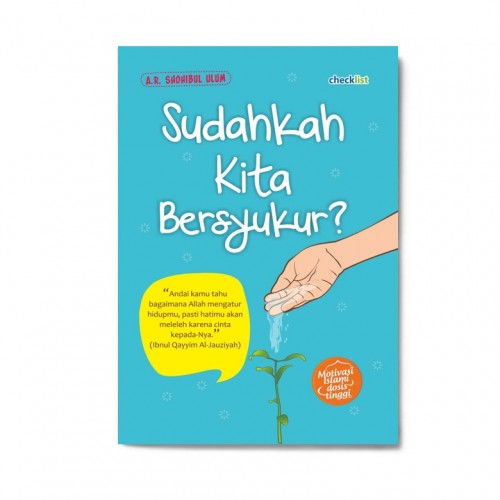 A.R. SHOHIBUL ULUM
checklist
Sudahkah
Kita
Bersyukur?
"Andai kamu tahu
bagaimana Allah mengatur
hidupmu, pasti hatimu akan
meleleh karena cinta
kepada-Nya."
(Ibnul Qayyim Al-Jauziyah)
Motivasi
Islami
dosis
tinggi